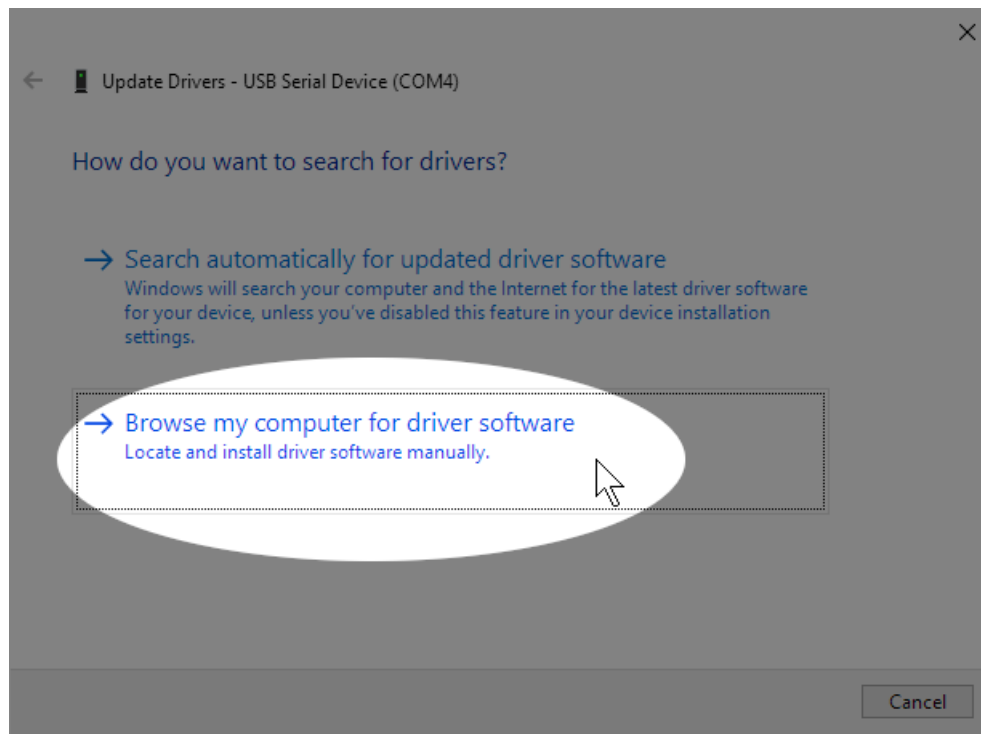 Update Drivers - USB Serial Device (COM4)
How do you want to search for drivers?
Search automatically for updated driver software
Windows will search your computer and the Internet for the latest driver software
for your device, unless you've disabled this feature in your device installation
settings.
Browse my computer for driver software
Locate and install driver software manually.
Cancel